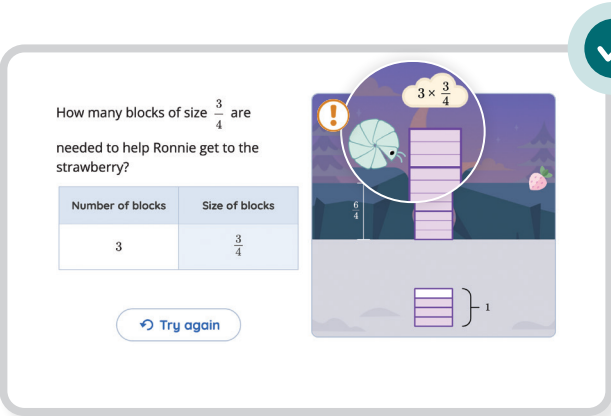 How many blocks of size 3/4 are
needed to help Ronnie get to the
strawberry?
Number of blocks Size of blocks
3 3/4
Try again
3 × 3/4
!
6/4
1